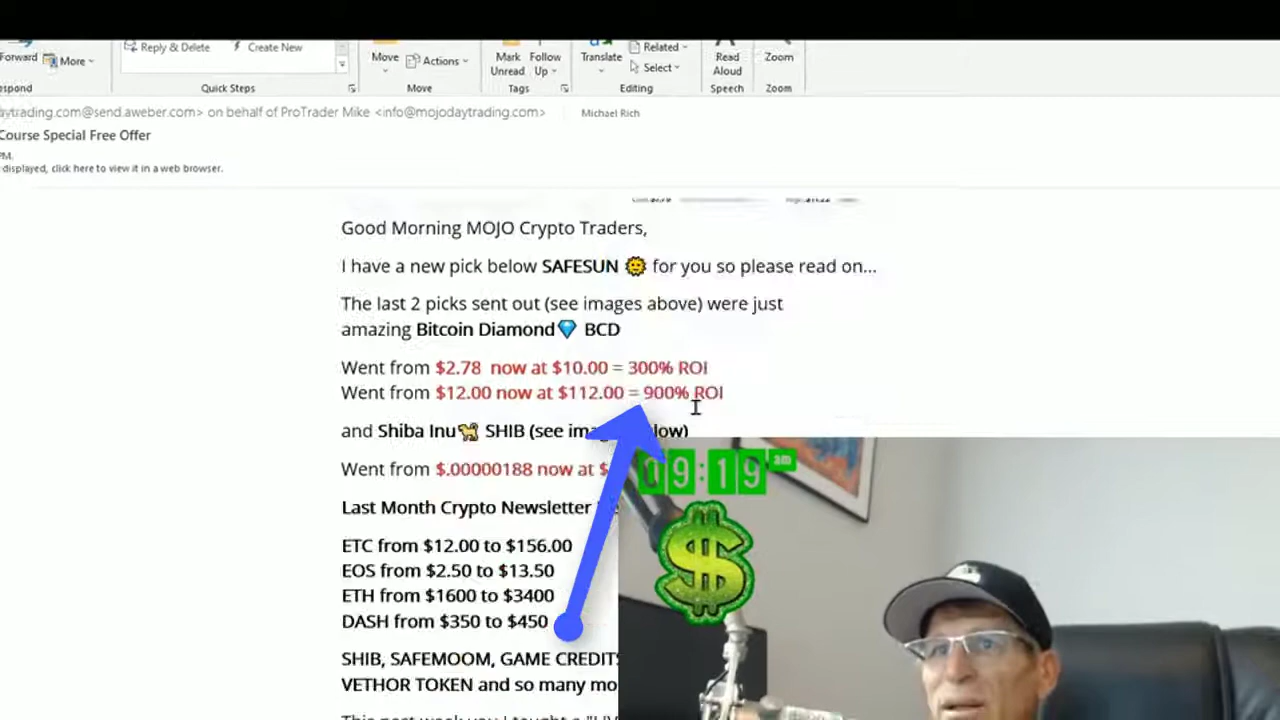 Reply & Delete
Create New
Forward
More
Move
Actions
Mark Unread
Follow Up
Translate
Related
Select
Read Aloud
Zoom
Quick Steps
Move
Tags
Editing
Speech
Zoom
@send.aweber.com> on behalf of ProTrader Mike <info@mojodaytrading.com>
Michael Rich
Course Special Free Offer
PM.
displayed, click here to view it in a web browser.
Good Morning MOJO Crypto Traders,
I have a new pick below SAFESUN 🌞 for you so please read on...
The last 2 picks sent out (see images above) were just
amazing Bitcoin Diamond💎 BCD
Went from $2.78 now at $10.00 = 300% ROI
Went from $12.00 now at $112.00 = 900% ROI
and Shiba Inu🐕 SHIB (see
Went from $.00000188 now at $
09:19 am
$
Last Month Crypto Newsletter
ETC from $12.00 to $156.00
EOS from $2.50 to $13.50
ETH from $1600 to $3400
DASH from $350 to $450
SHIB, SAFEMOOM, GAME CREDITS
VETHOR TOKEN and so many